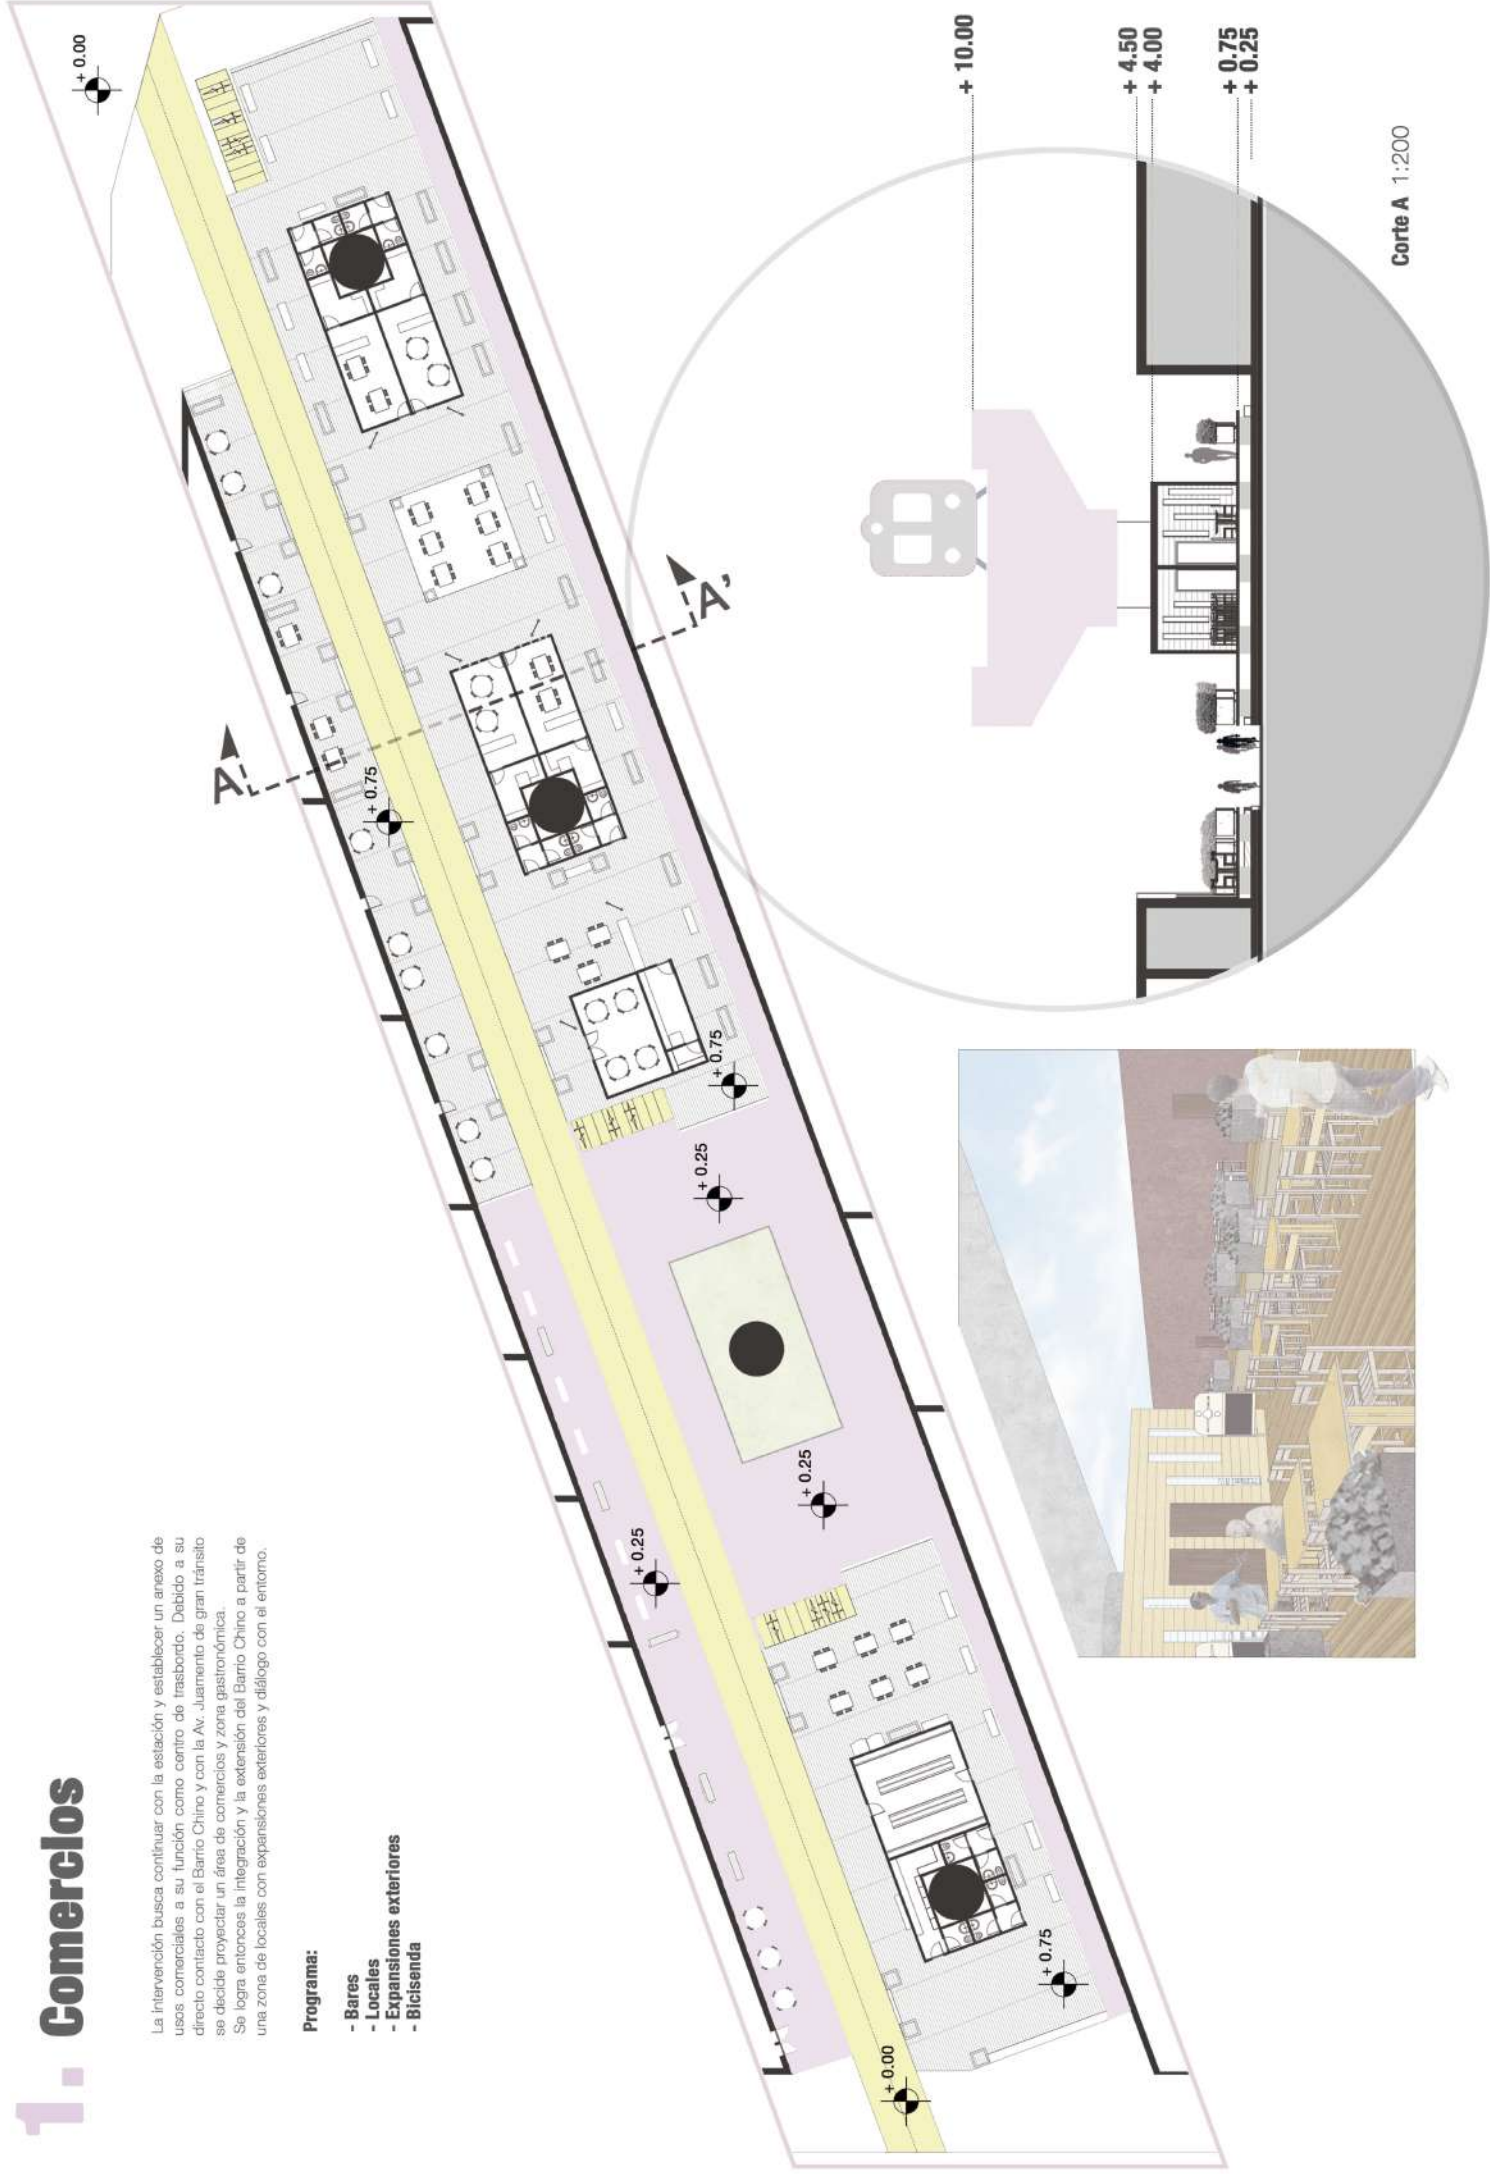 1. Comercios
La intervención busca continuar con la estación y establecer un anexo de
usos comerciales a su función como centro de trasbordo. Debido a su
directo contacto con el Barrio Chino y con la Av. Juamento de gran tránsito
se decide proyectar un área de comercios y zona gastronómica.
Se logra entonces la integración y la extensión del Barrio Chino a partir de
una zona de locales con expansiones exteriores y diálogo con el entorno.
Programa:
- Bares
- Locales
- Expansiones exteriores
- Bicisenda
+ 0.00
A
+ 0.75
+ 0.25
+ 0.25
A'
+ 0.75
+ 0.25
+ 0.00
+ 0.75
+ 10.00
+ 4.50
+ 4.00
+ 0.75
+ 0.25
Corte A 1:200